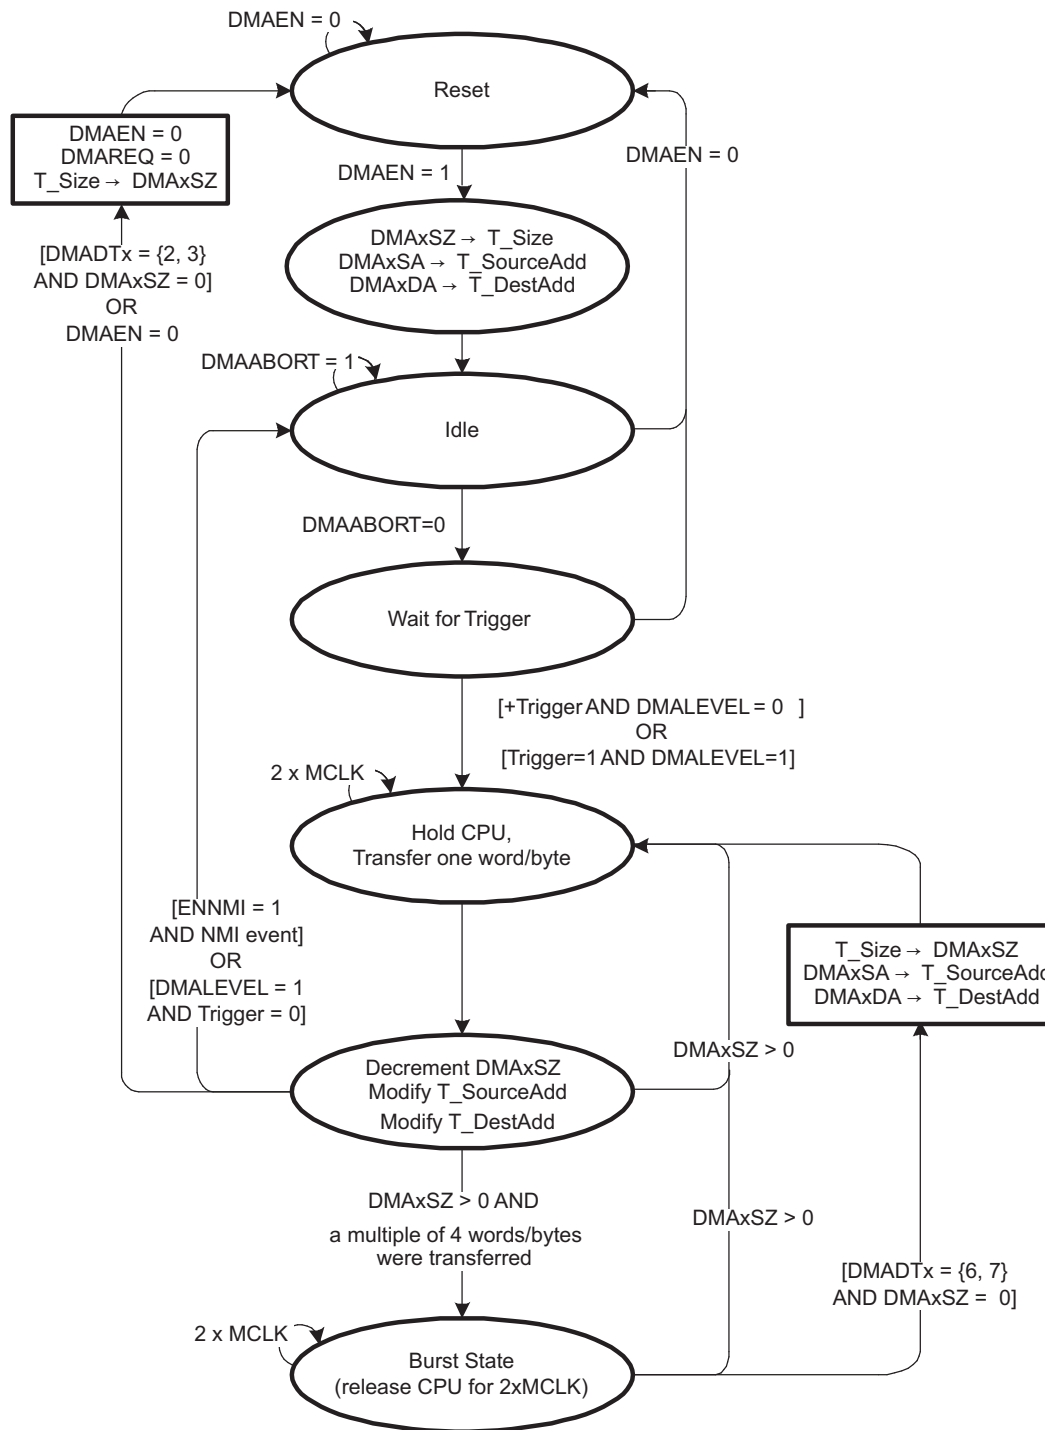 DMAEN = 0
Reset
DMAEN = 0
DMAREQ = 0
T_Size → DMAxSZ
DMAEN = 0
DMAEN = 1
DMAxSZ → T_Size
DMAxSA → T_SourceAdd
DMAxDA → T_DestAdd
[DMADTx = {2, 3}
AND DMAxSZ = 0]
OR
DMAEN = 0
DMAABORT = 1
Idle
DMAABORT=0
Wait for Trigger
[+Trigger AND DMALEVEL = 0 ]
OR
[Trigger=1 AND DMALEVEL=1]
2 x MCLK
Hold CPU,
Transfer one word/byte
[ENNMI = 1
AND NMI event]
OR
[DMALEVEL = 1
AND Trigger = 0]
T_Size → DMAxSZ
DMAxSA → T_SourceAdd
DMAxDA → T_DestAdd
DMAxSZ > 0
Decrement DMAxSZ
Modify T_SourceAdd
Modify T_DestAdd
DMAxSZ > 0 AND
a multiple of 4 words/bytes
were transferred
DMAxSZ > 0
[DMADTx = {6, 7}
AND DMAxSZ = 0]
2 x MCLK
Burst State
(release CPU for 2xMCLK)